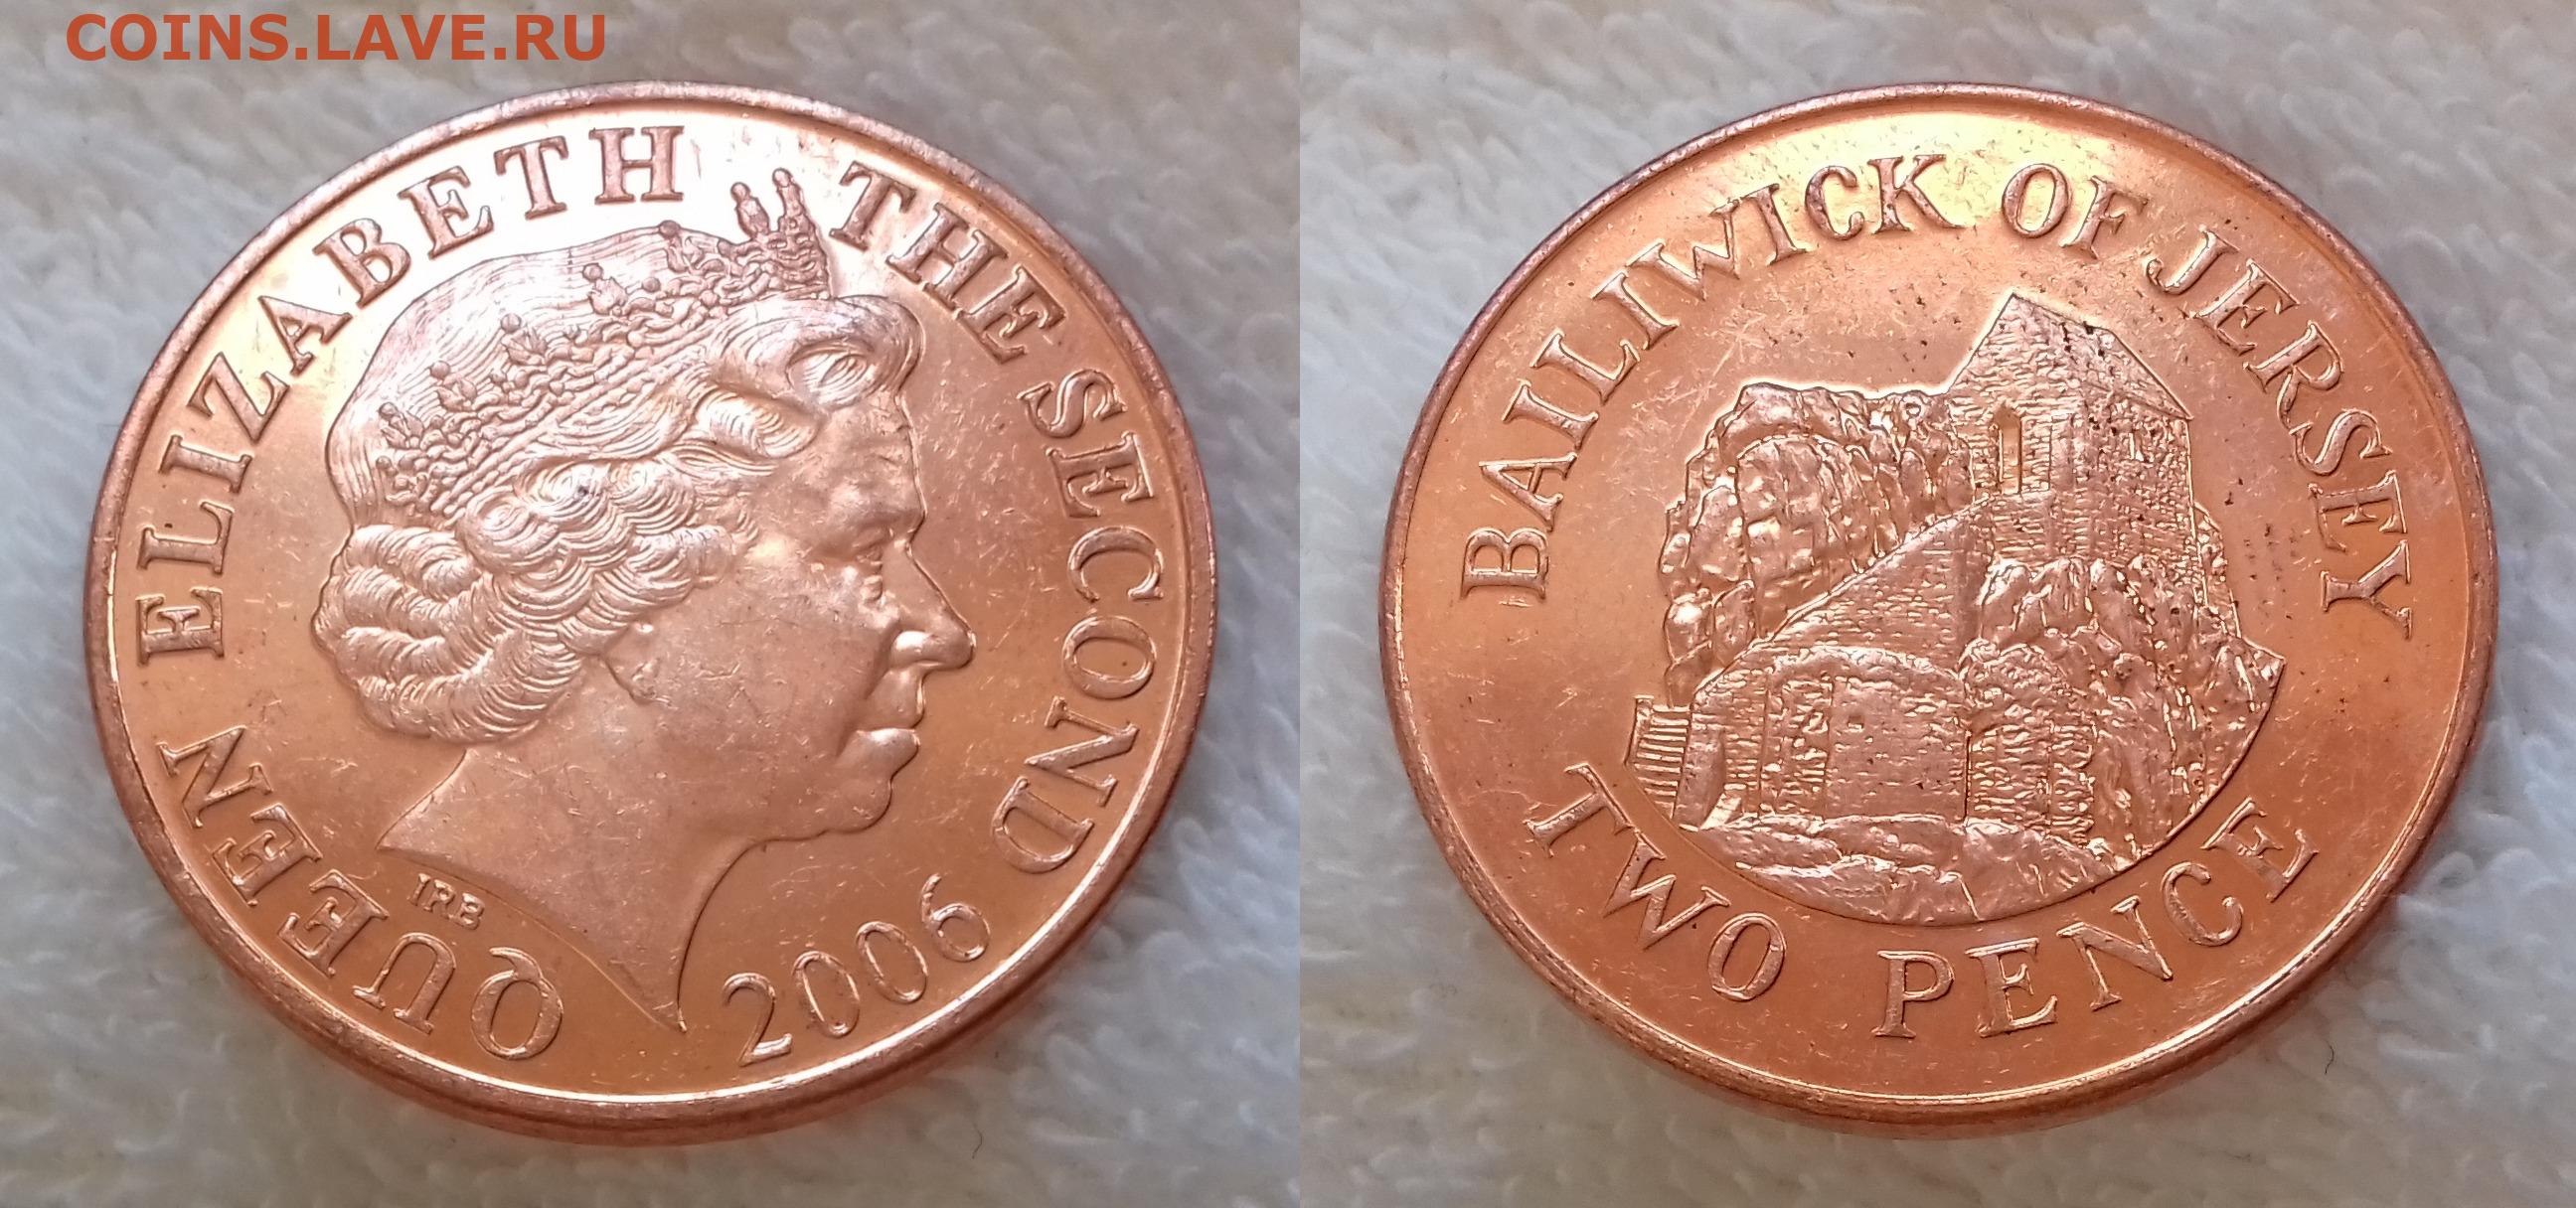 COINS.LAVE.RU
QUEEN ELIZABETH THE SECOND
2006
IRB
BAILIWICK OF JERSEY
TWO PENCE